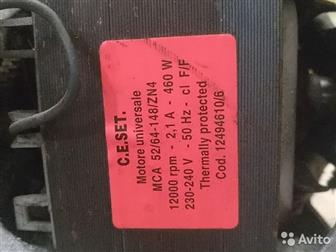 C.E.SET.
Motore universale
MCA 52/64-148/ZN4
12000 rpm - 2,1 A - 460 W
230-240 V - 50 Hz - cl F/F
Thermally protected
Cod. 12494610/6
Avito